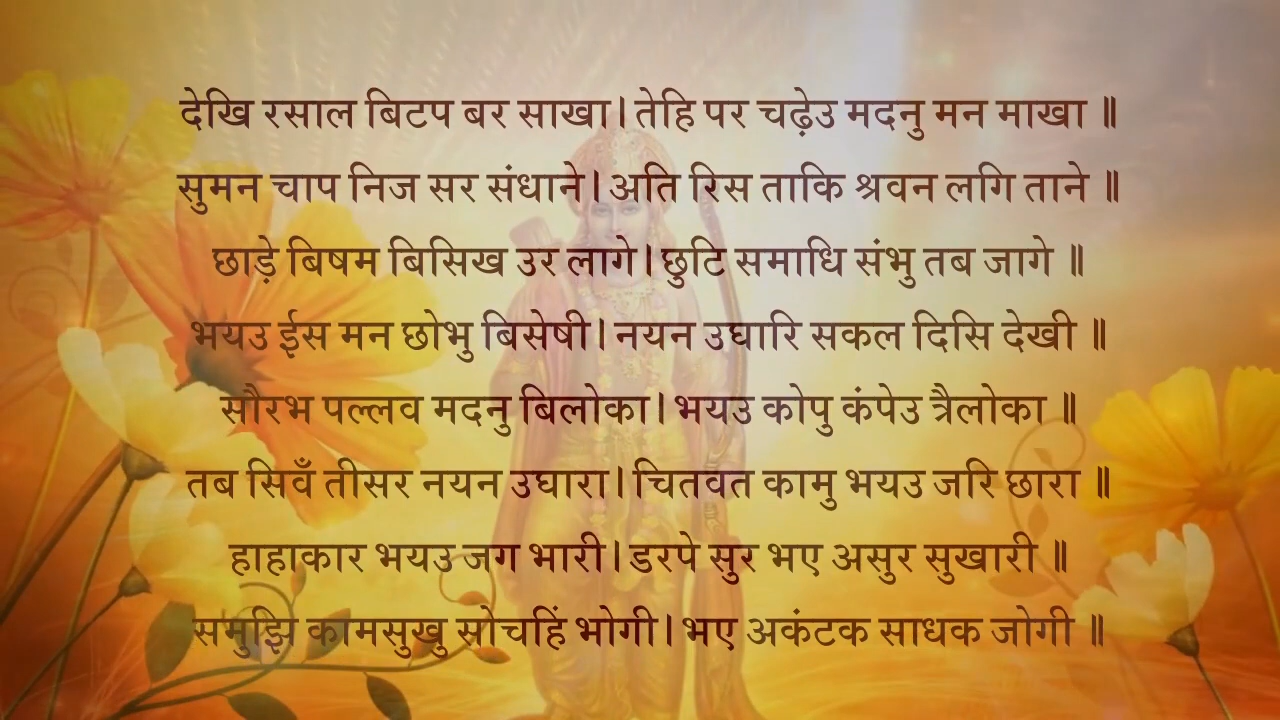 देखि रसाल बिटप बर साखा। तेहि पर चढ़ेउ मदनु मन माखा ॥
सुमन चाप निज सर संधाने। अति रिस ताकि श्रवन लगि ताने ॥
छाड़े बिषम बिसिख उर लागे। छुटि समाधि संभु तब जागे ॥
भयउ ईस मन छोभु बिसेषी। नयन उघारि सकल दिसि देखी ॥
सौरभ पल्लव मदनु बिलोका। भयउ कोपु कंपेउ त्रैलोका ॥
तब सिवँ तीसर नयन उघारा। चितवत कामु भयउ जरि छारा ॥
हाहाकार भयउ जग भारी। डरपे सुर भए असुर सुखारी ॥
समुझि कामसुखु सोचहिं भोगी। भए अकंटक साधक जोगी ॥